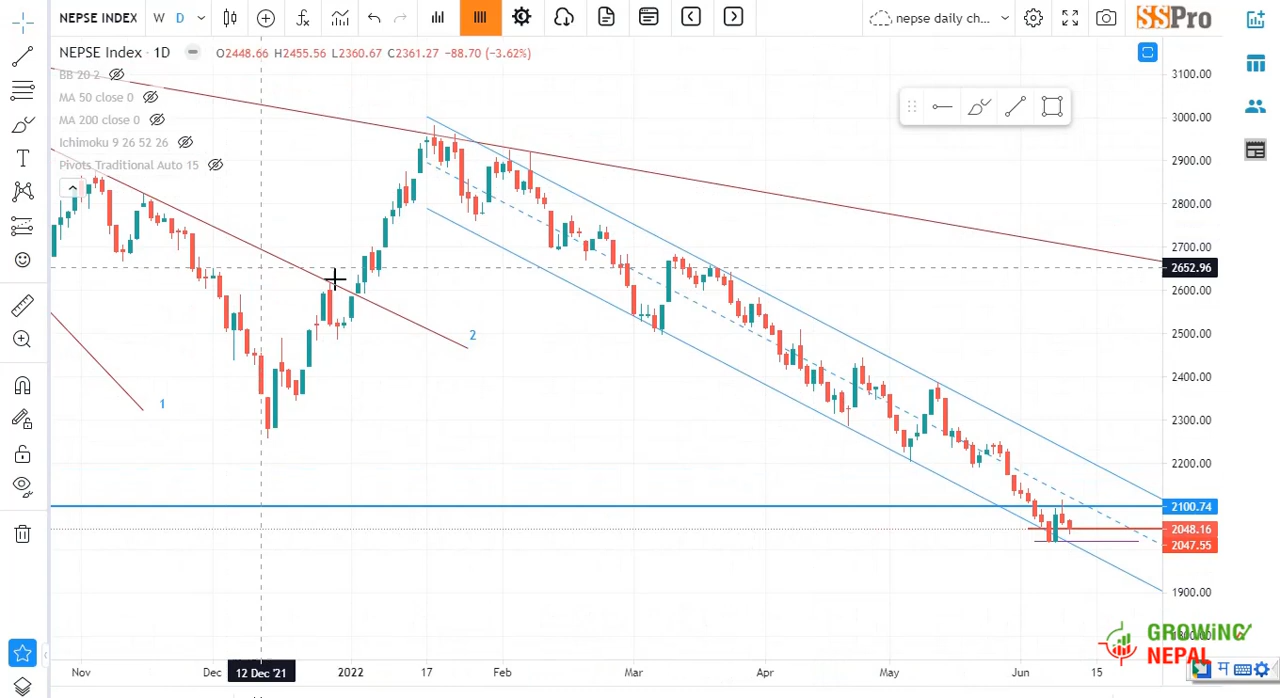 NEPSE INDEX W D nepse daily ch... SSPro
NEPSE Index · 1D O2448.66 H2455.56 L2360.67 C2361.27 −88.70 (−3.62%)
BB 20 2
MA 50 close 0
MA 200 close 0
Ichimoku 9 26 52 26
Pivots Traditional Auto 15
3100.00
3000.00
2900.00
2800.00
2700.00
2652.96
2600.00
2500.00
2400.00
2300.00
2200.00
2100.74
2048.16
2047.55
1900.00
2
1
GROWING
NEPAL
Nov Dec 12 Dec '21 2022 17 Feb Mar Apr May Jun 15
म